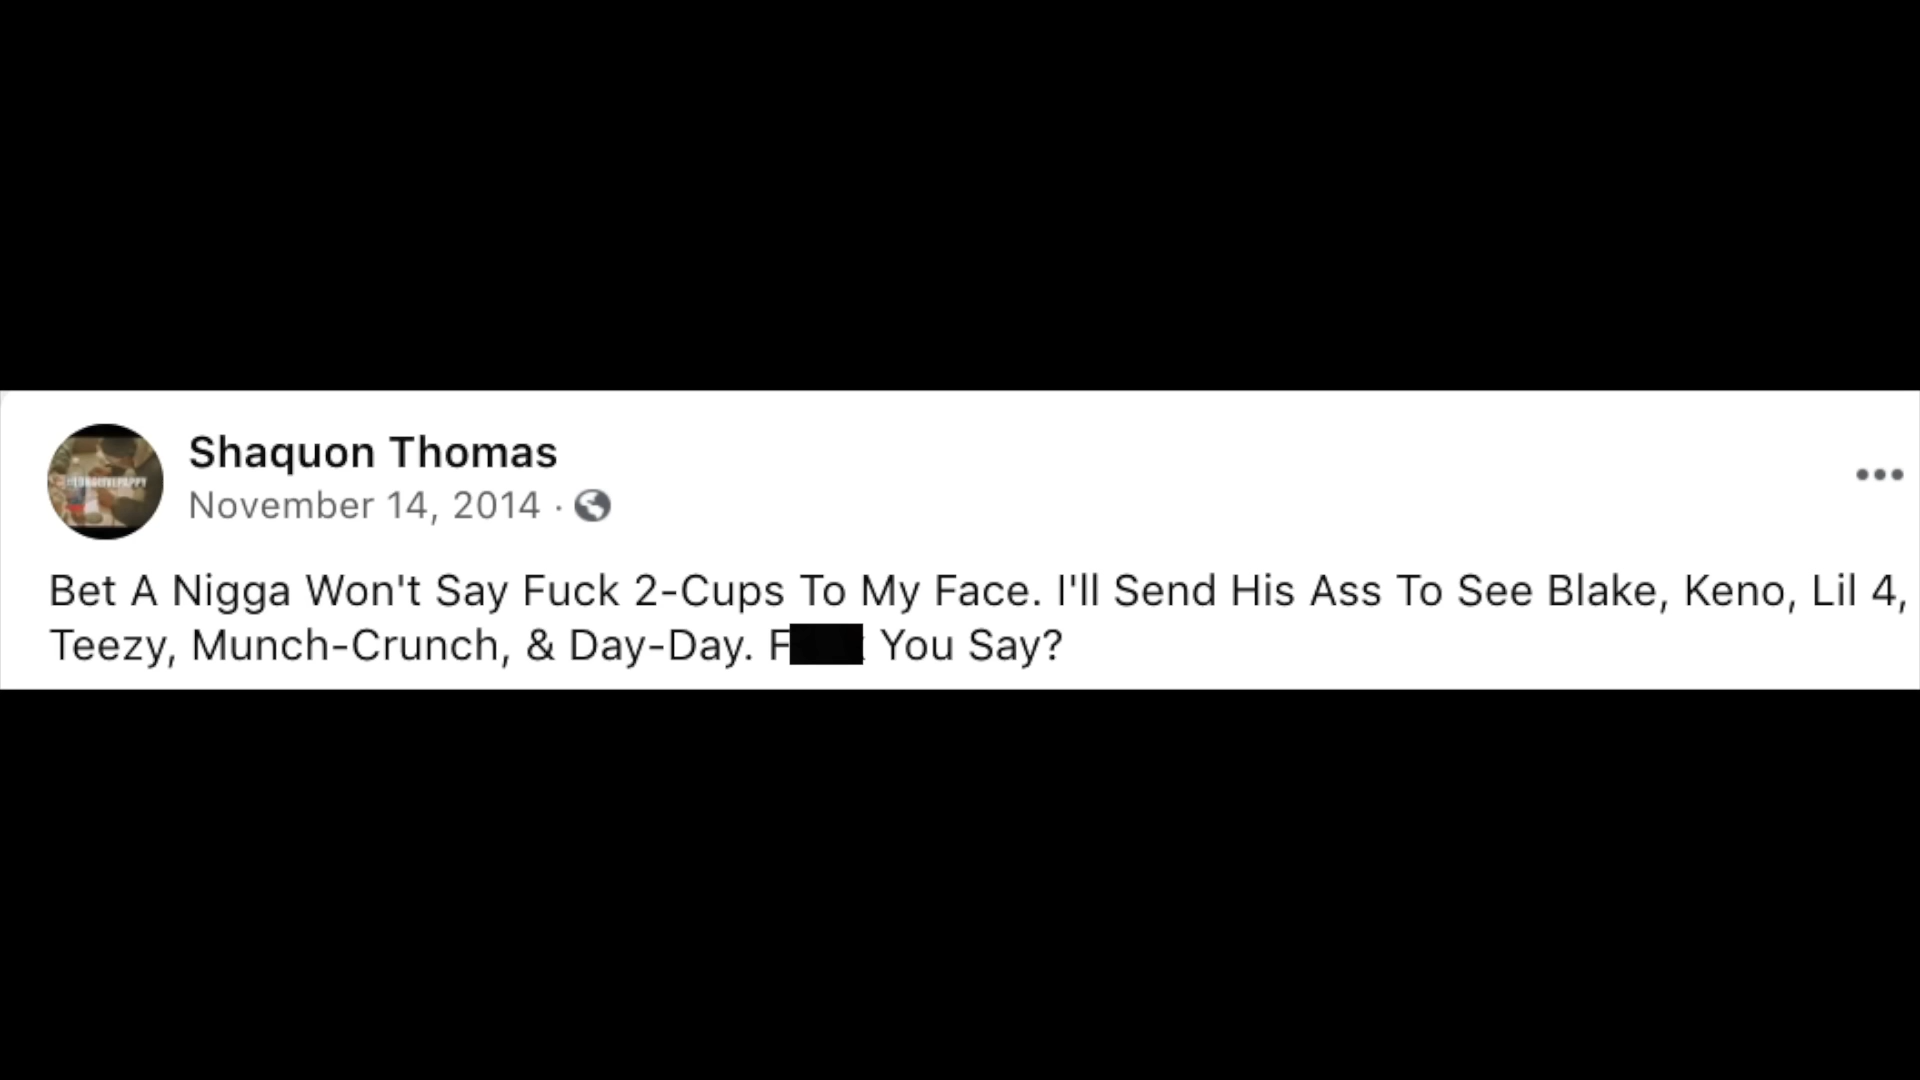 Shaquon Thomas
November 14, 2014 ·
Bet A Nigga Won't Say Fuck 2-Cups To My Face. I'll Send His Ass To See Blake, Keno, Lil 4,
Teezy, Munch-Crunch, & Day-Day. You Say?